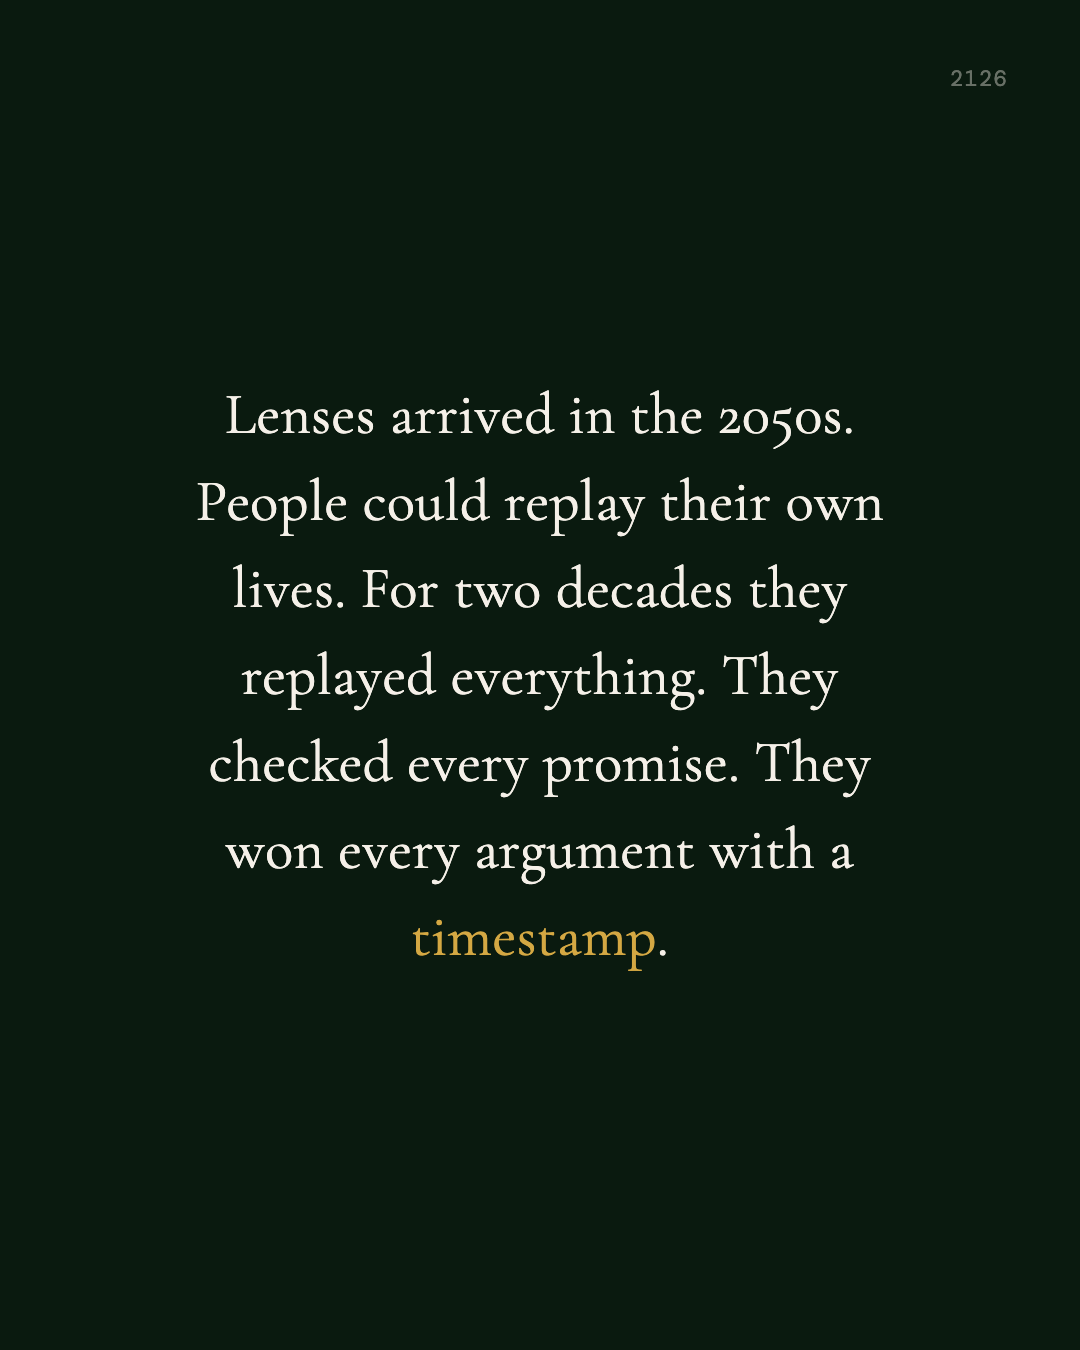 2126
Lenses arrived in the 2050s.
People could replay their own
lives. For two decades they
replayed everything. They
checked every promise. They
won every argument with a
timestamp.